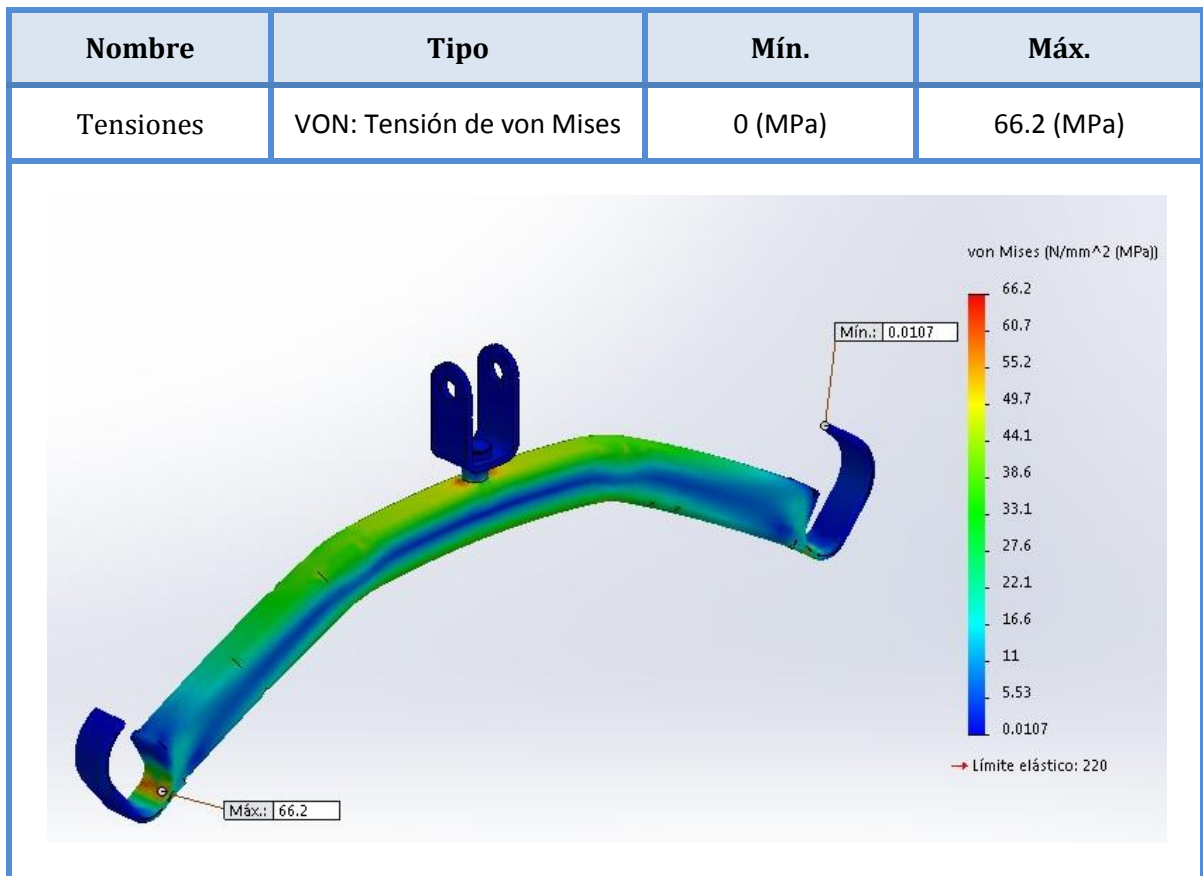 Nombre Tipo Mín. Máx.
Tensiones VON: Tensión de von Mises 0 (MPa) 66.2 (MPa)
von Mises (N/mm^2 (MPa))
66.2
Mín.: 0.0107
60.7
55.2
49.7
44.1
38.6
33.1
27.6
22.1
16.6
11
5.53
0.0107
Límite elástico: 220
Máx.: 66.2